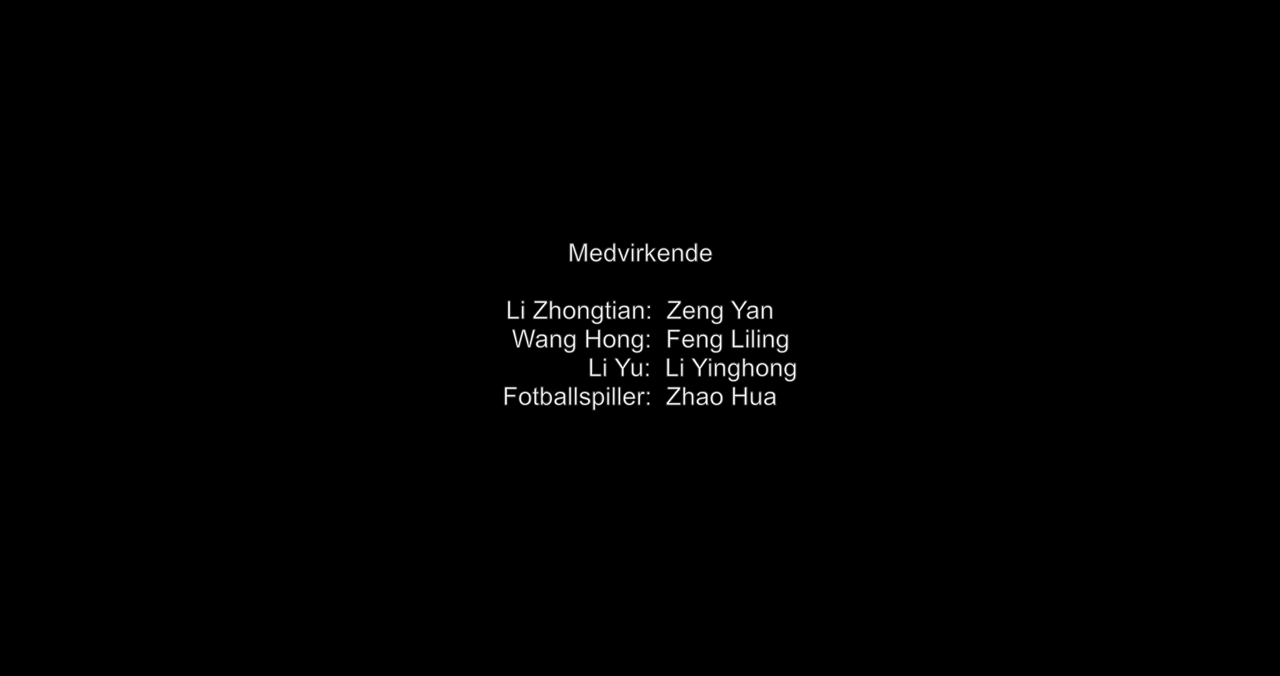 Medvirkende
Li Zhongtian: Zeng Yan
Wang Hong: Feng Liling
Li Yu: Li Yinghong
Fotballspiller: Zhao Hua